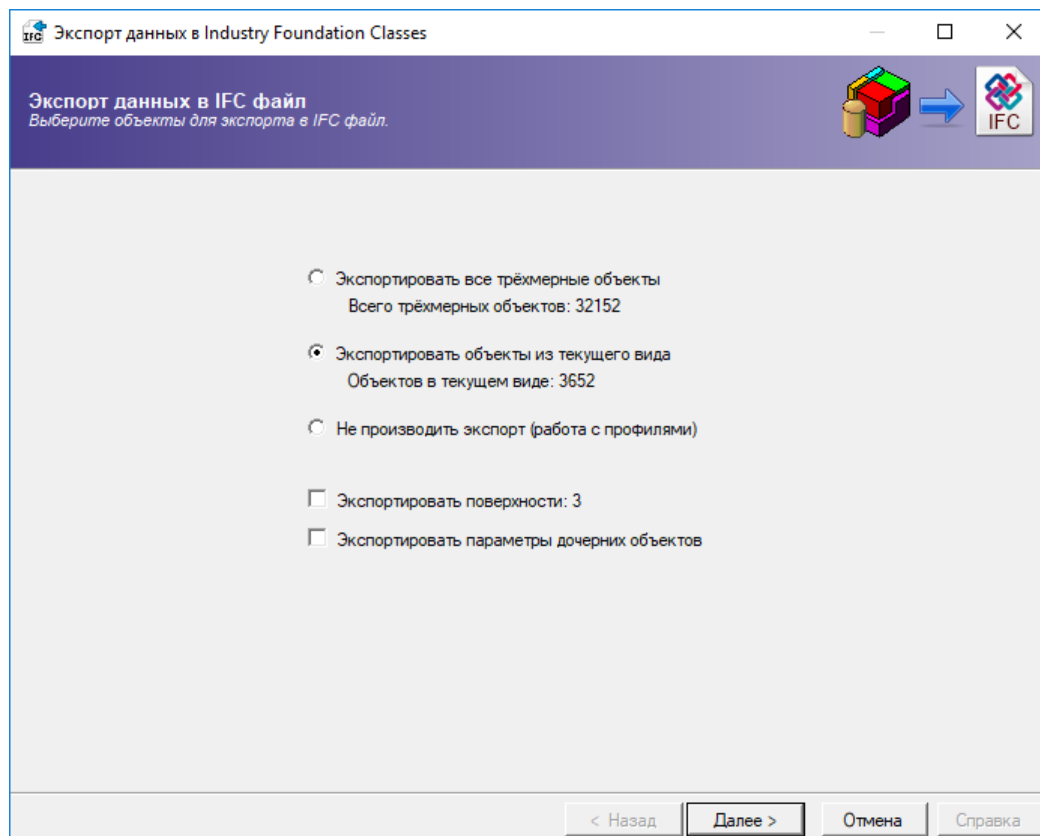 Экспорт данных в Industry Foundation Classes
Экспорт данных в IFC файл
Выберите объекты для экспорта в IFC файл.
IFC
IFC
Экспортировать все трёхмерные объекты
Всего трёхмерных объектов: 32152
Экспортировать объекты из текущего вида
Объектов в текущем виде: 3652
Не производить экспорт (работа с профилями)
Экспортировать поверхности: 3
Экспортировать параметры дочерних объектов
< Назад
Далее >
Отмена
Справка